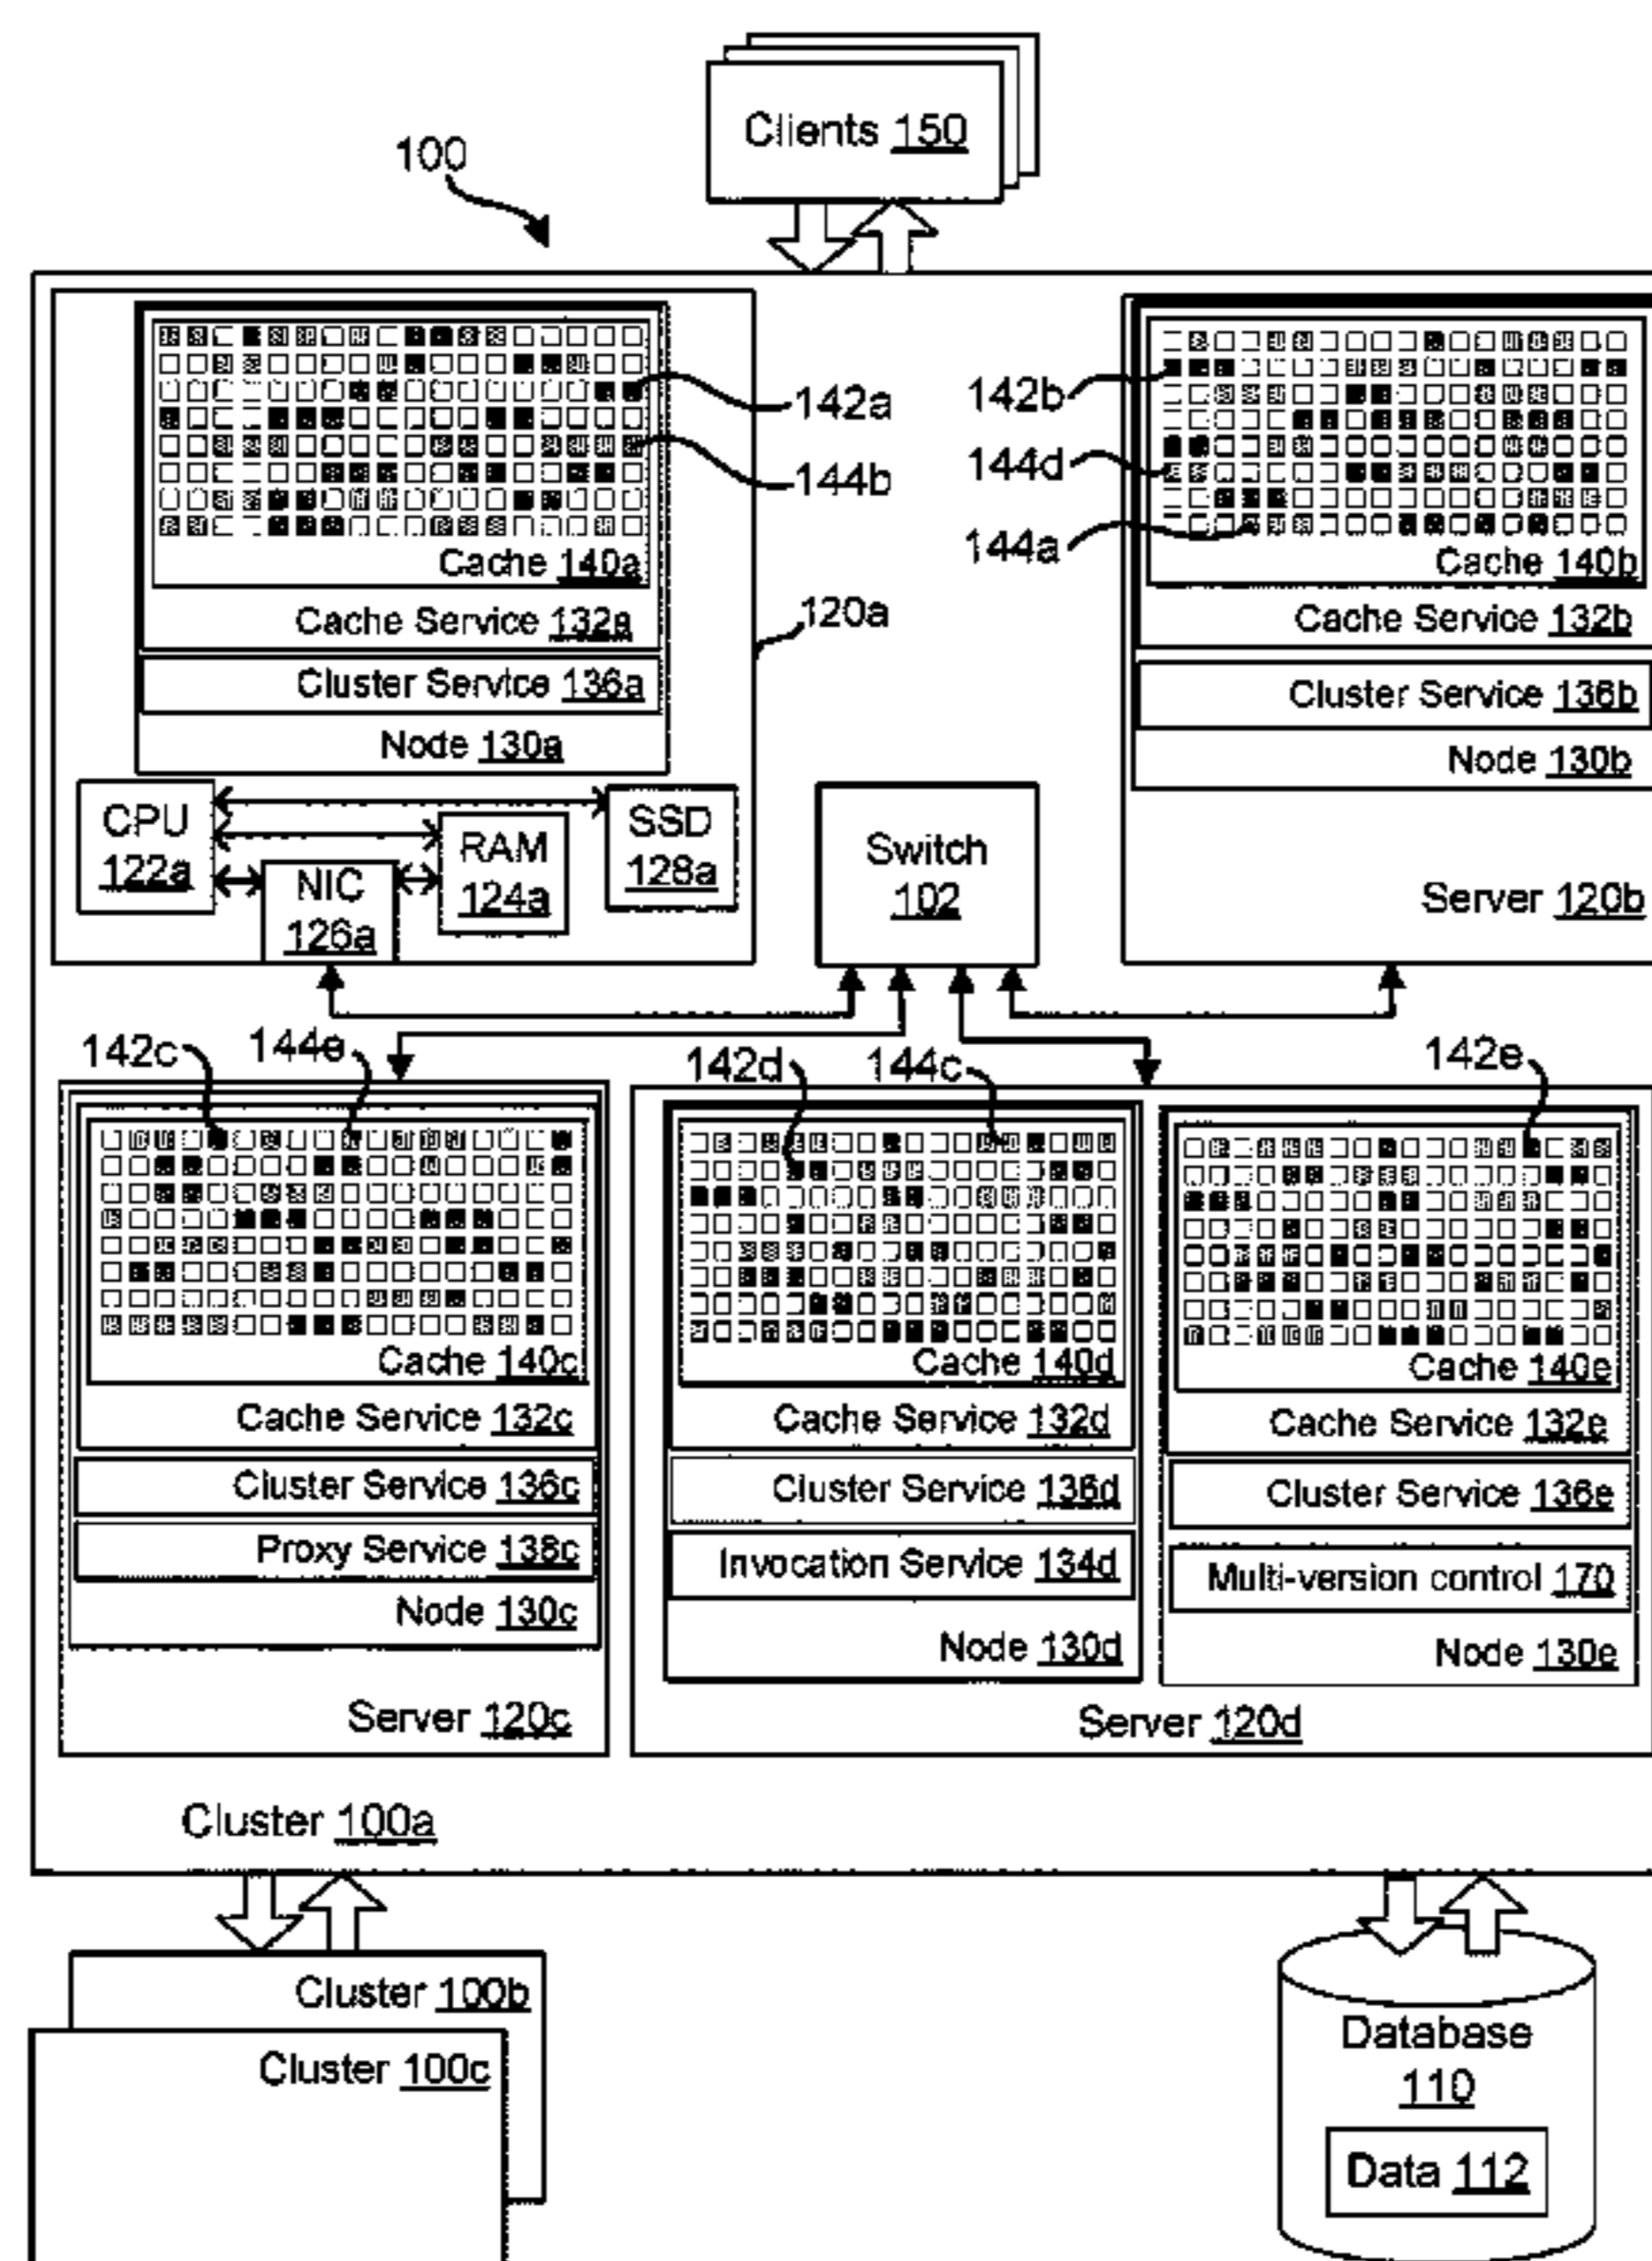 Clients 150
100
142a
144b
142b
144d
144a
Cache 140a
Cache Service 132a
Cluster Service 136a
Node 130a
120a
Cache 140b
Cache Service 132b
Cluster Service 136b
Node 130b
Server 120b
CPU
122a
NIC
126a
RAM
124a
SSD
128a
Switch
102
142c
144e
142d
144c
142e
Cache 140c
Cache Service 132c
Cluster Service 136c
Proxy Service 138c
Node 130c
Server 120c
Cache 140d
Cache Service 132d
Cluster Service 136d
Invocation Service 134d
Node 130d
Cache 140e
Cache Service 132e
Cluster Service 136e
Multi-version control 170
Node 130e
Server 120d
Cluster 100a
Cluster 100b
Cluster 100c
Database
110
Data 112